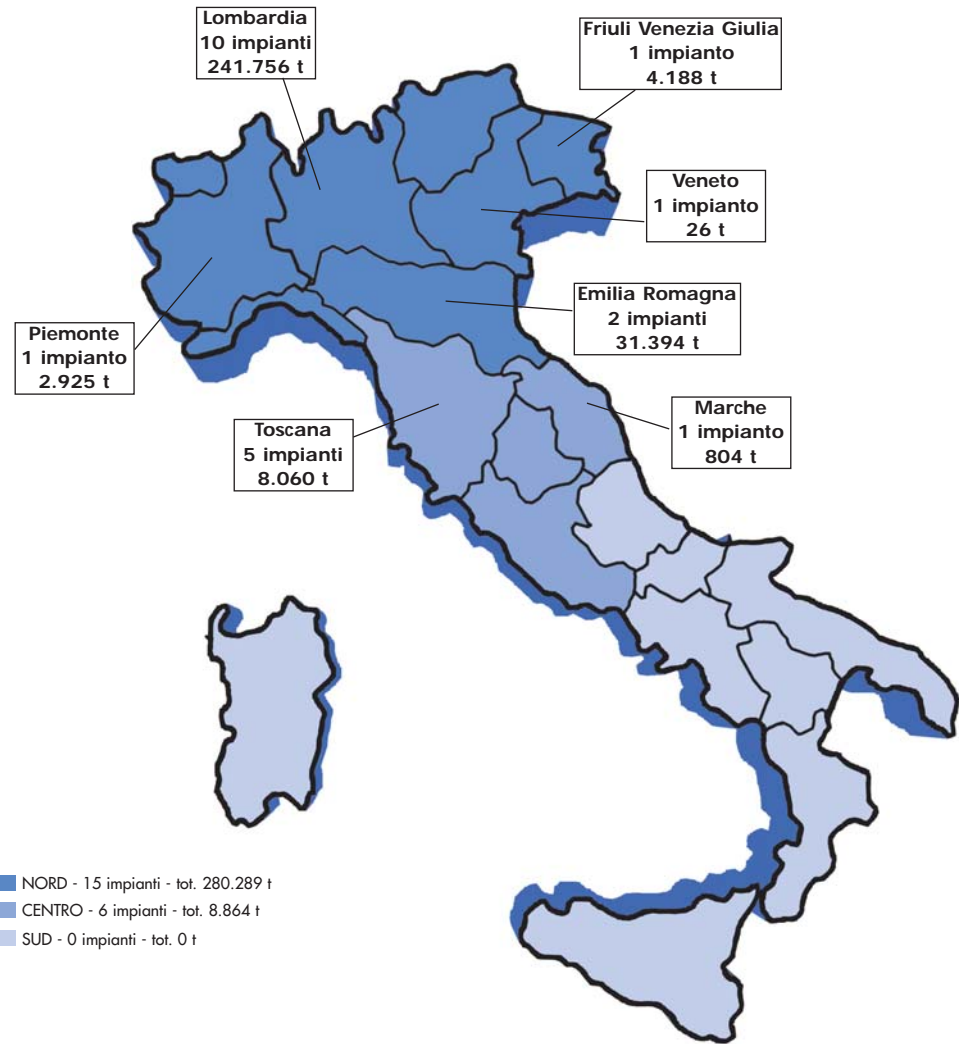 Lombardia
10 impianti
241.756 t
Friuli Venezia Giulia
1 impianto
4.188 t
Veneto
1 impianto
26 t
Emilia Romagna
2 impianti
31.394 t
Piemonte
1 impianto
2.925 t
Toscana
5 impianti
8.060 t
Marche
1 impianto
804 t
NORD - 15 impianti - tot. 280.289 t
CENTRO - 6 impianti - tot. 8.864 t
SUD - 0 impianti - tot. 0 t